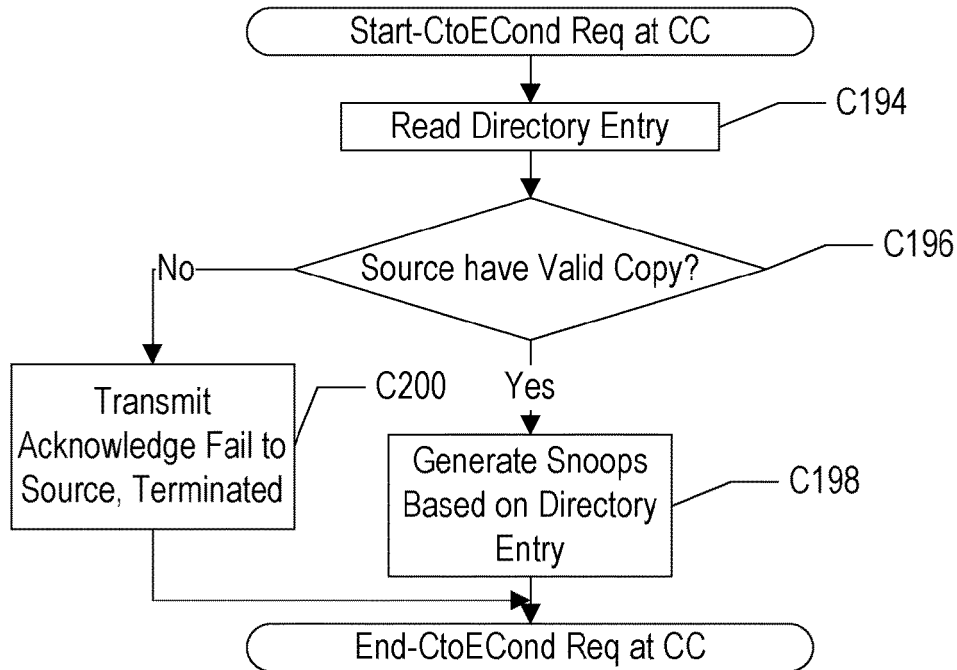 Start-CtoECond Req at CC
C194
Read Directory Entry
C196
Source have Valid Copy?
No
Yes
C200
Transmit
Acknowledge Fail to
Source, Terminated
Generate Snoops
Based on Directory
Entry
C198
End-CtoECond Req at CC